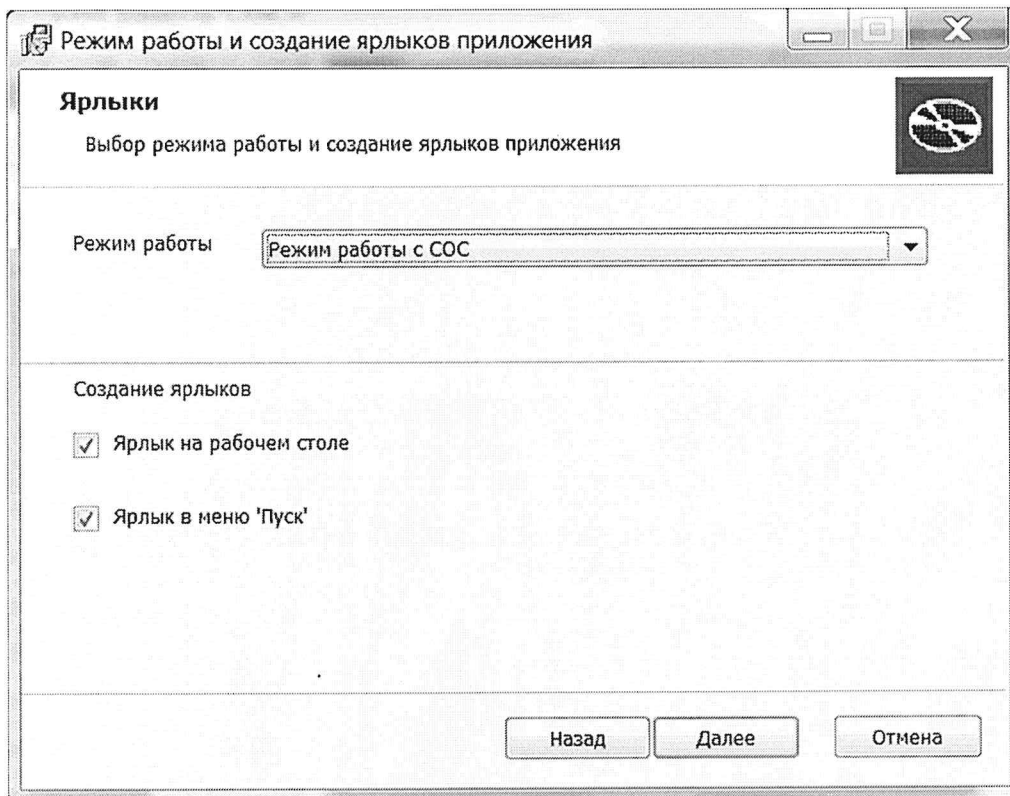 Режим работы и создание ярлыков приложения
Ярлыки
Выбор режима работы и создание ярлыков приложения
Режим работы
Режим работы с СОС
Создание ярлыков
Ярлык на рабочем столе
Ярлык в меню 'Пуск'
Назад
Далее
Отмена